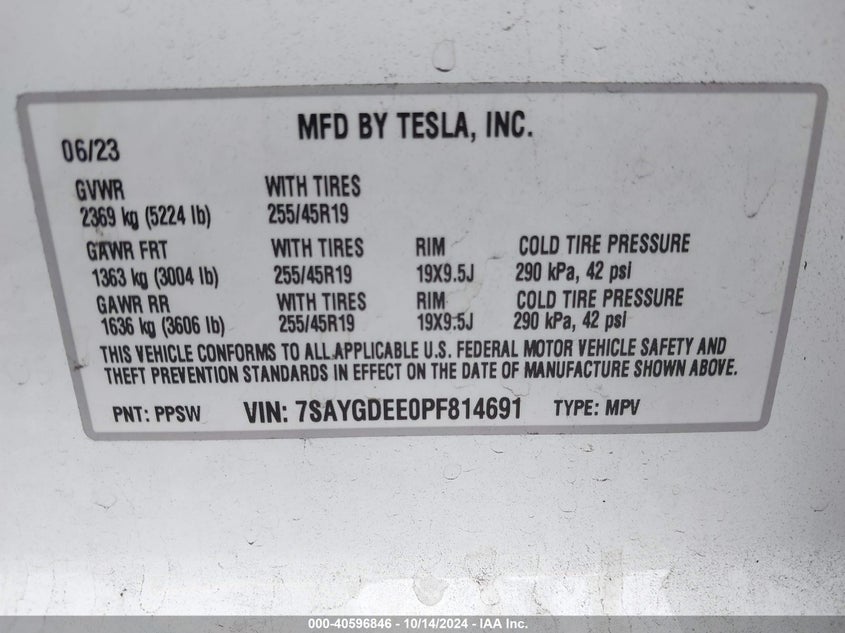 MFD BY TESLA, INC.
06/23
GVWR WITH TIRES
2369 kg (5224 lb) 255/45R19
GAWR FRT WITH TIRES RIM COLD TIRE PRESSURE
1363 kg (3004 lb) 255/45R19 19X9.5J 290 kPa, 42 psi
GAWR RR WITH TIRES RIM COLD TIRE PRESSURE
1636 kg (3606 lb) 255/45R19 19X9.5J 290 kPa, 42 psi
THIS VEHICLE CONFORMS TO ALL APPLICABLE U.S. FEDERAL MOTOR VEHICLE SAFETY AND
THEFT PREVENTION STANDARDS IN EFFECT ON THE DATE OF MANUFACTURE SHOWN ABOVE.
PNT: PPSW VIN: 7SAYGDEE0PF814691 TYPE: MPV
000-40596846 - 10/14/2024 - IAA Inc.